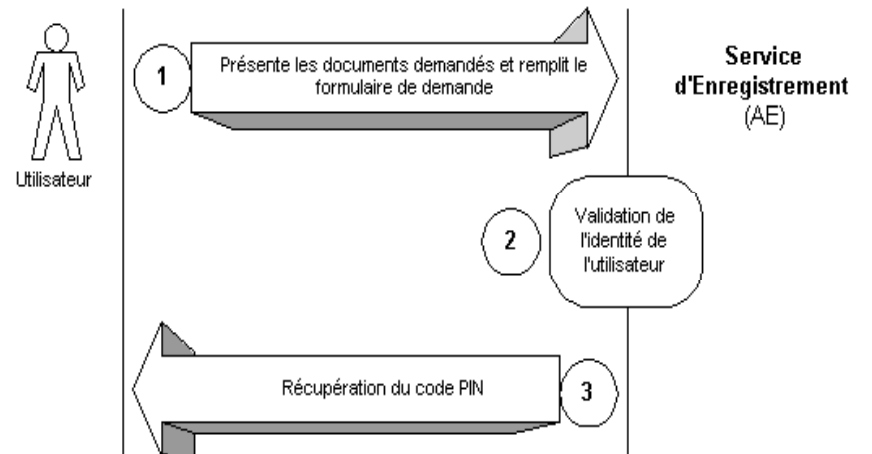 1
Présente les documents demandés et remplit le
formulaire de demande
Service
d'Enregistrement
(AE)
Utilisateur
2
Validation de
l'identité de
l'utilisateur
Récupération du code PIN
3